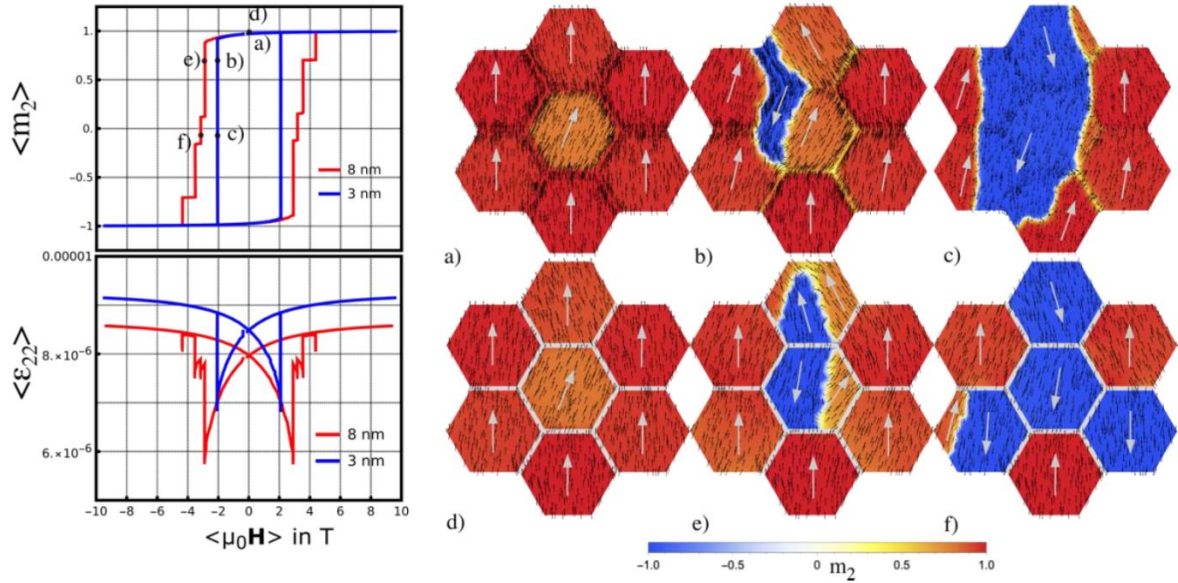 d)
a)
e)
b)
f)
c)
<m₂>
1.
0.5
0.
-0.5
-1
8 nm
3 nm
0.00001
8.×10⁻⁶
6.×10⁻⁶
<ε₂₂>
8 nm
3 nm
-10 -8 -6 -4 -2 0 2 4 6 8 10
<μ₀H> in T
a)
b)
c)
d)
e)
f)
-1.0 -0.5 0 m₂ 0.5 1.0